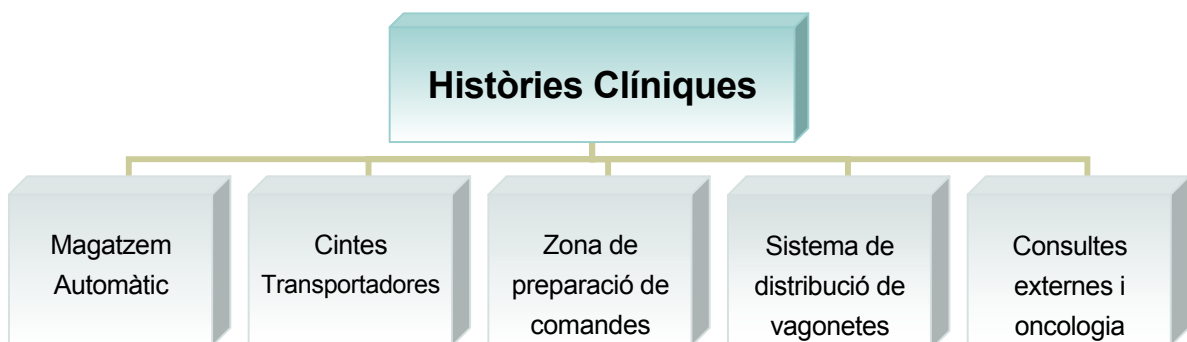 Històries Clíniques
Magatzem
Automàtic
Cintes
Transportadores
Zona de
preparació de
comandes
Sistema de
distribució de
vagonetes
Consultes
externes i
oncologia